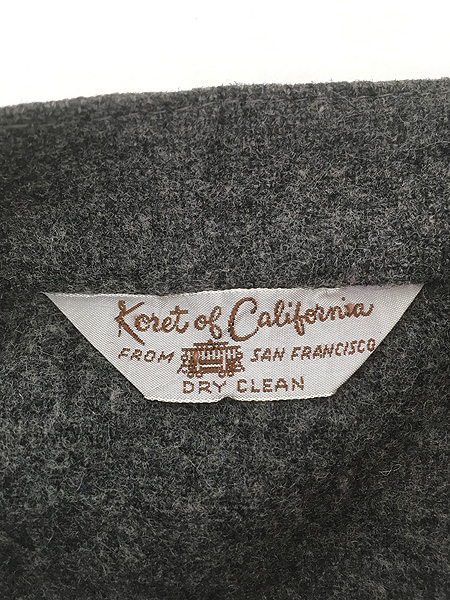 Koret of California
FROM SAN FRANCISCO
DRY CLEAN